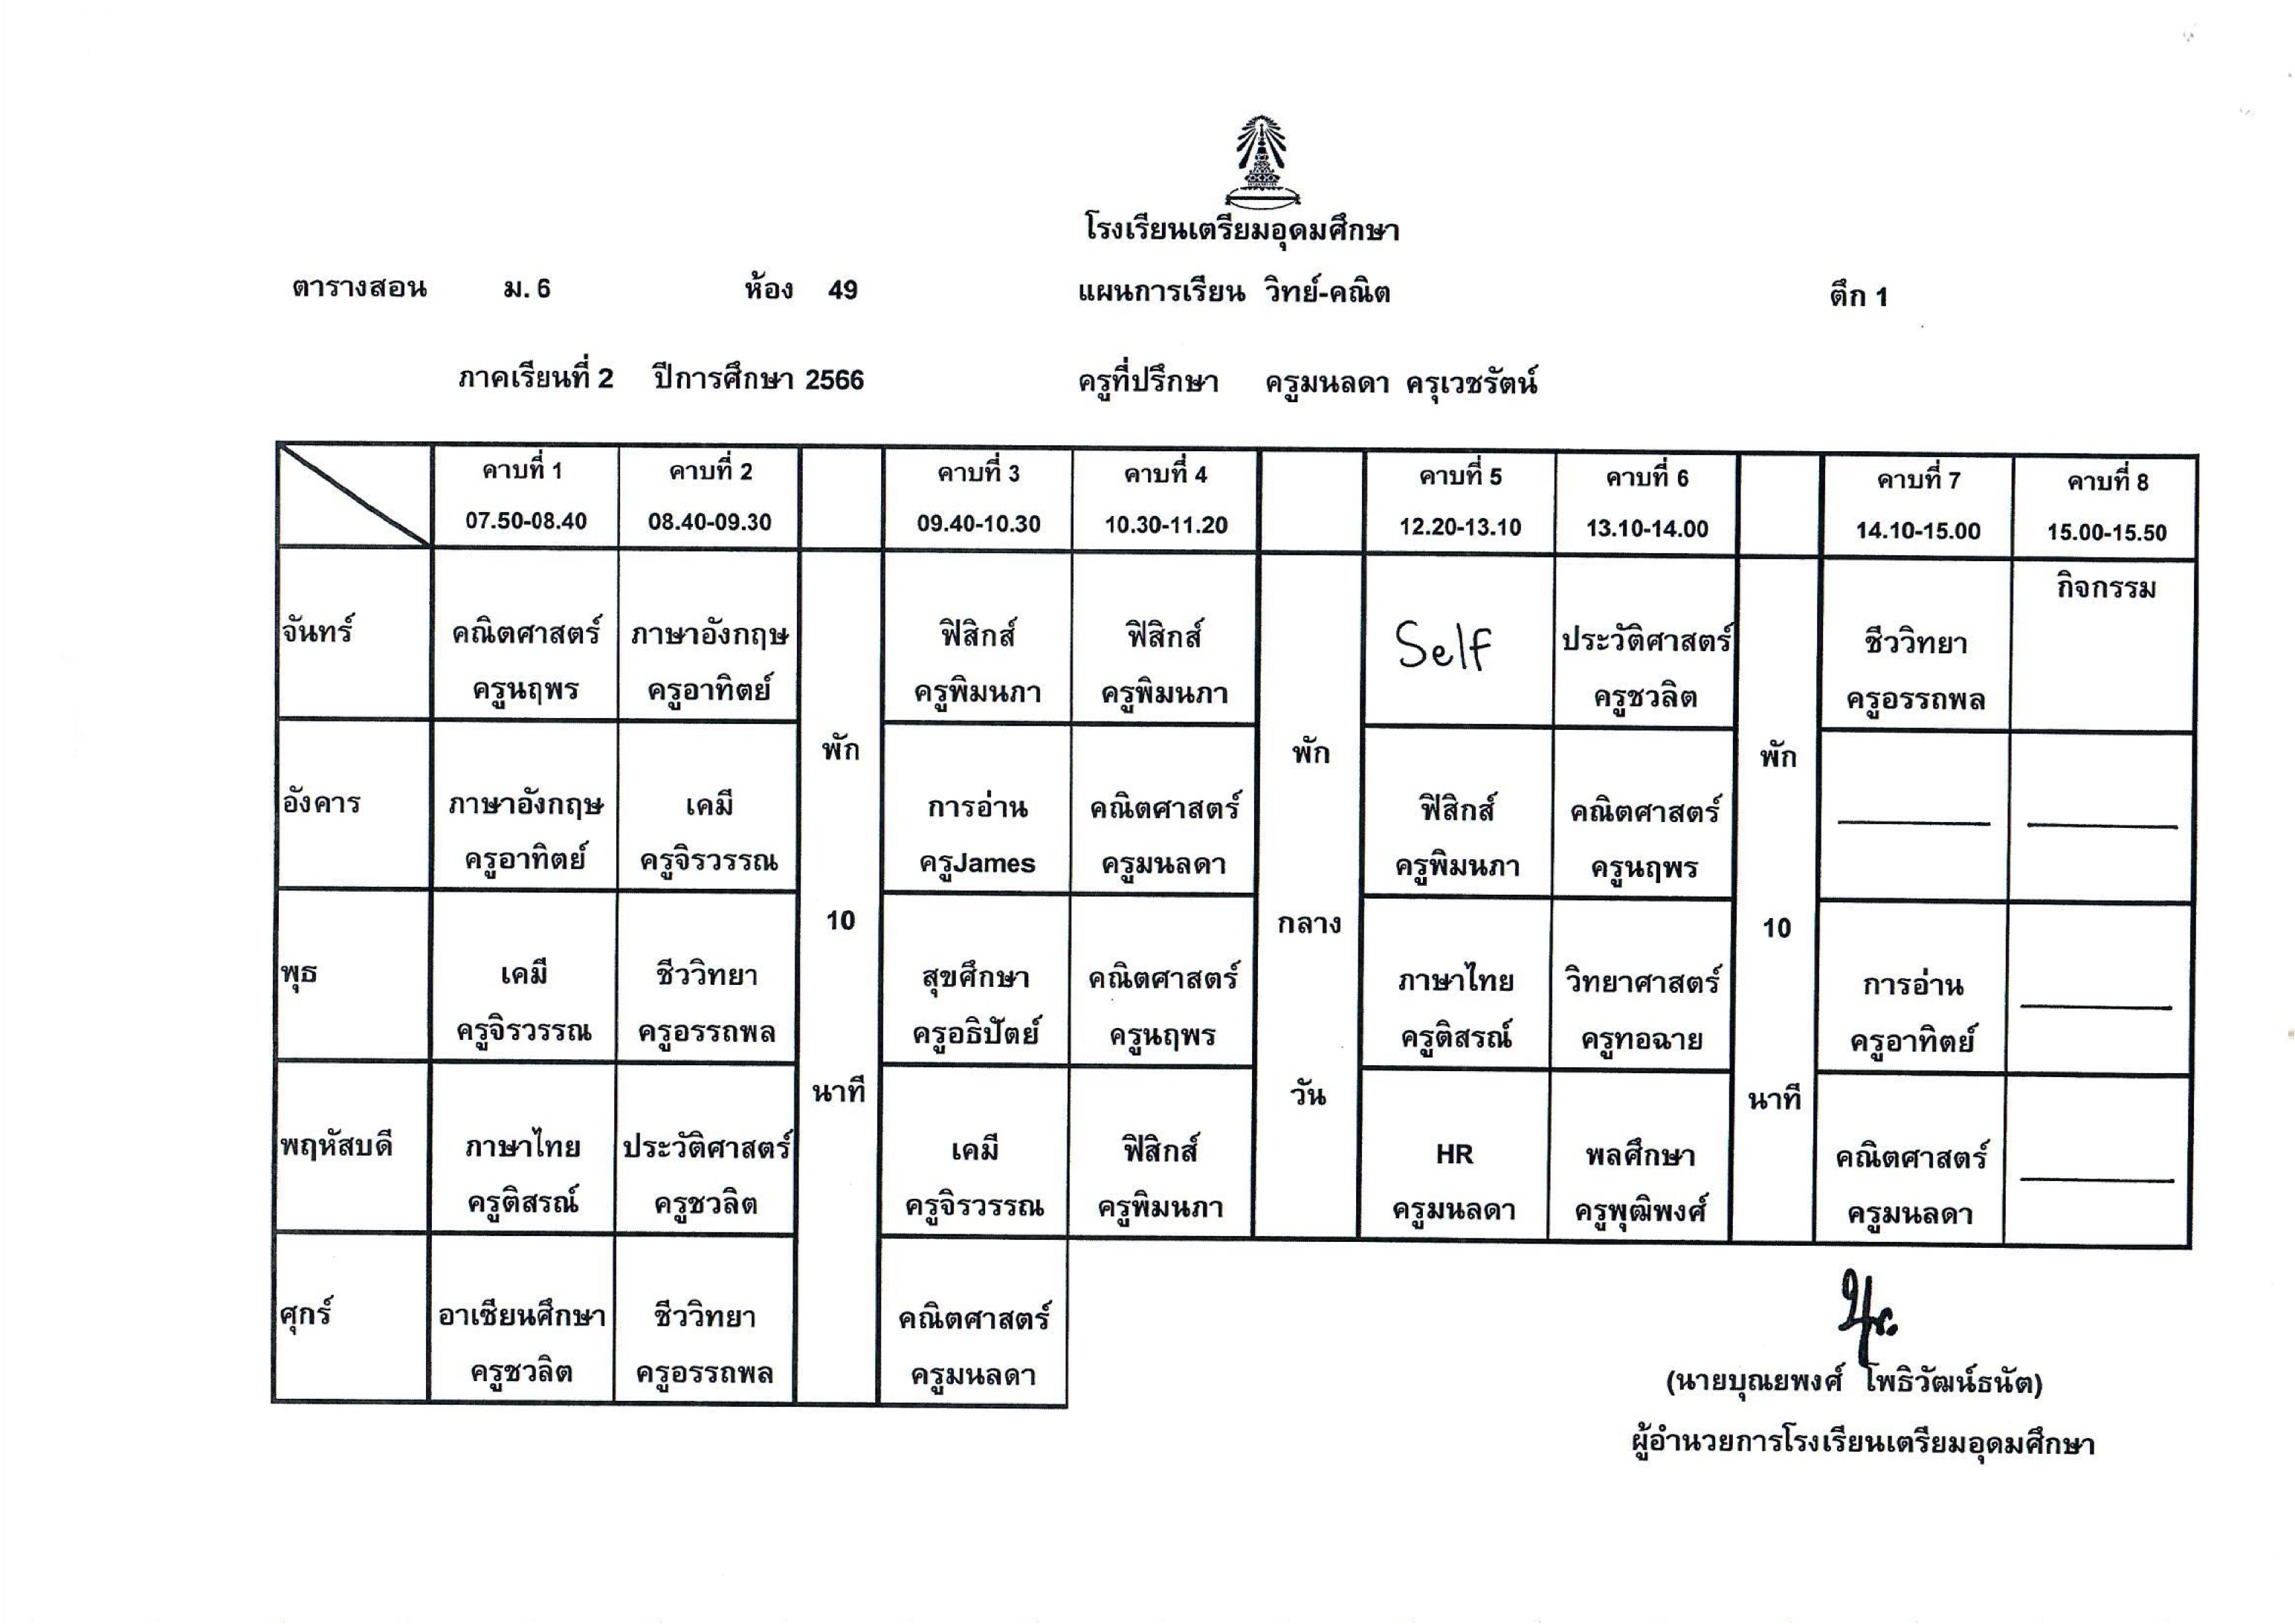 โรงเรียนเตรียมอุดมศึกษา
ตารางสอน ม. 6 ห้อง 49 แผนการเรียน วิทย์-คณิต ตึก 1
ภาคเรียนที่ 2 ปีการศึกษา 2566 ครูที่ปรึกษา ครูมนลดา ครุเวชรัตน์
คาบที่ 1 คาบที่ 2 คาบที่ 3 คาบที่ 4 คาบที่ 5 คาบที่ 6 คาบที่ 7 คาบที่ 8
07.50-08.40 08.40-09.30 09.40-10.30 10.30-11.20 12.20-13.10 13.10-14.00 14.10-15.00 15.00-15.50
กิจกรรม
จันทร์ คณิตศาสตร์ ภาษาอังกฤษ ฟิสิกส์ ฟิสิกส์ Self ประวัติศาสตร์ ชีววิทยา
ครูนฤพร ครูอาทิตย์ ครูพิมนภา ครูพิมนภา ครูชวลิต ครูอรรถพล
พัก พัก พัก
อังคาร ภาษาอังกฤษ เคมี การอ่าน คณิตศาสตร์ ฟิสิกส์ คณิตศาสตร์
ครูอาทิตย์ ครูจิรวรรณ ครูJames ครูมนลดา ครูพิมนภา ครูนฤพร
10 กลาง 10
พุธ เคมี ชีววิทยา สุขศึกษา คณิตศาสตร์ ภาษาไทย วิทยาศาสตร์ การอ่าน
ครูจิรวรรณ ครูอรรถพล ครูอธิปัตย์ ครูนฤพร ครูติสรณ์ ครูทอฉาย ครูอาทิตย์
นาที วัน นาที
พฤหัสบดี ภาษาไทย ประวัติศาสตร์ เคมี ฟิสิกส์ HR พลศึกษา คณิตศาสตร์
ครูติสรณ์ ครูชวลิต ครูจิรวรรณ ครูพิมนภา ครูมนลดา ครูพุฒิพงศ์ ครูมนลดา
ศุกร์ อาเซียนศึกษา ชีววิทยา คณิตศาสตร์
ครูชวลิต ครูอรรถพล ครูมนลดา
(นายบุณยพงศ์ โพธิวัฒน์ธนัต)
ผู้อำนวยการโรงเรียนเตรียมอุดมศึกษา